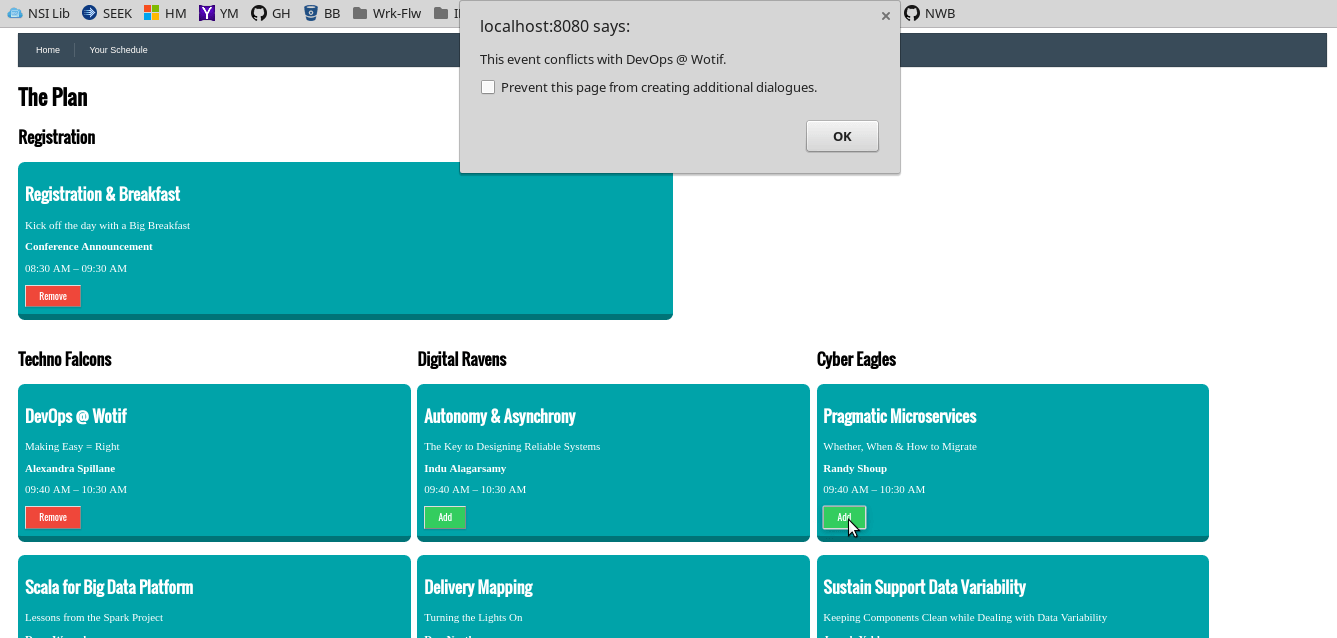 NSI Lib SEEK HM YM GH BB Wrk-Flw NWB
localhost:8080 says:
This event conflicts with DevOps @ Wotif.
Prevent this page from creating additional dialogues.
OK
Home Your Schedule
The Plan
Registration
Registration & Breakfast
Kick off the day with a Big Breakfast
Conference Announcement
08:30 AM – 09:30 AM
Remove
Techno Falcons
DevOps @ Wotif
Making Easy = Right
Alexandra Spillane
09:40 AM – 10:30 AM
Remove
Scala for Big Data Platform
Lessons from the Spark Project
Digital Ravens
Autonomy & Asynchrony
The Key to Designing Reliable Systems
Indu Alagarsamy
09:40 AM – 10:30 AM
Add
Delivery Mapping
Turning the Lights On
Cyber Eagles
Pragmatic Microservices
Whether, When & How to Migrate
Randy Shoup
09:40 AM – 10:30 AM
Add
Sustain Support Data Variability
Keeping Components Clean while Dealing with Data Variability